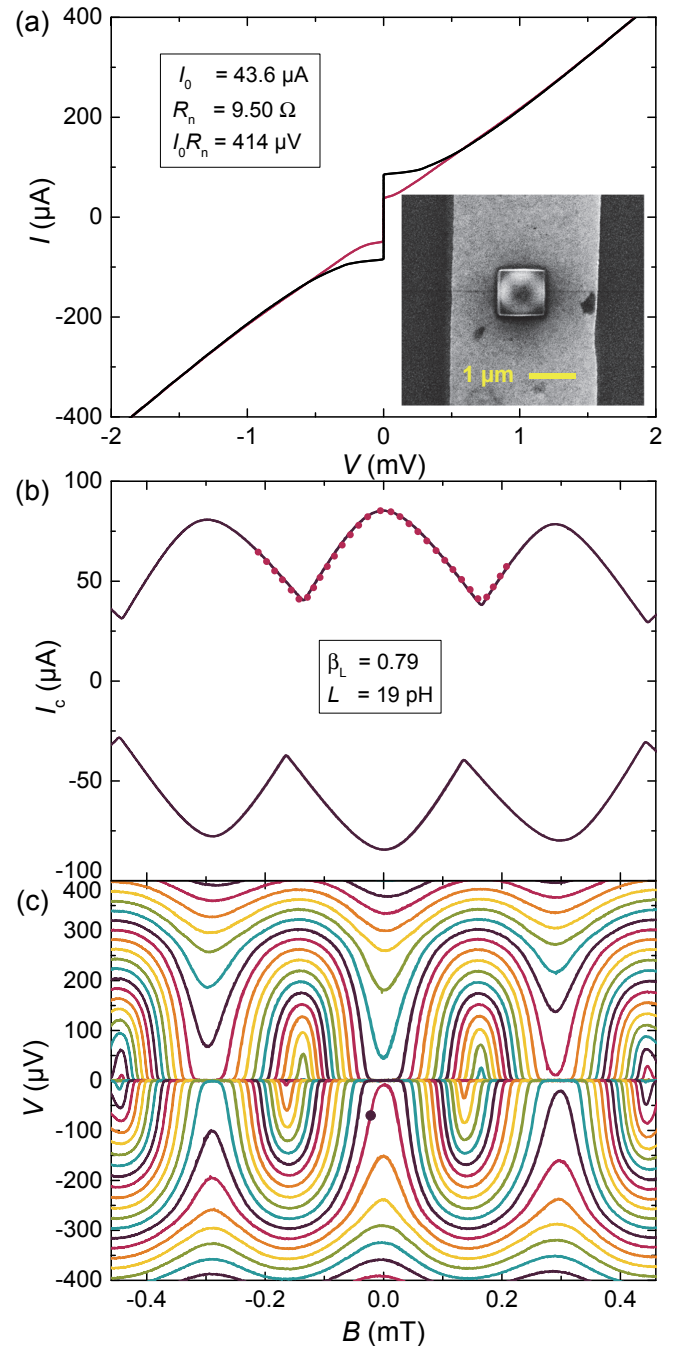 (a)
400
200
0
-200
-400
I (µA)
I₀ = 43.6 µA
Rₙ = 9.50 Ω
I₀Rₙ = 414 µV
1 µm
-2 -1 0 1 2
V (mV)
(b)
100
50
0
-50
-100
I_c (µA)
β_L = 0.79
L = 19 pH
(c)
400
300
200
100
0
-100
-200
-300
-400
V (µV)
-0.4 -0.2 0.0 0.2 0.4
B (mT)